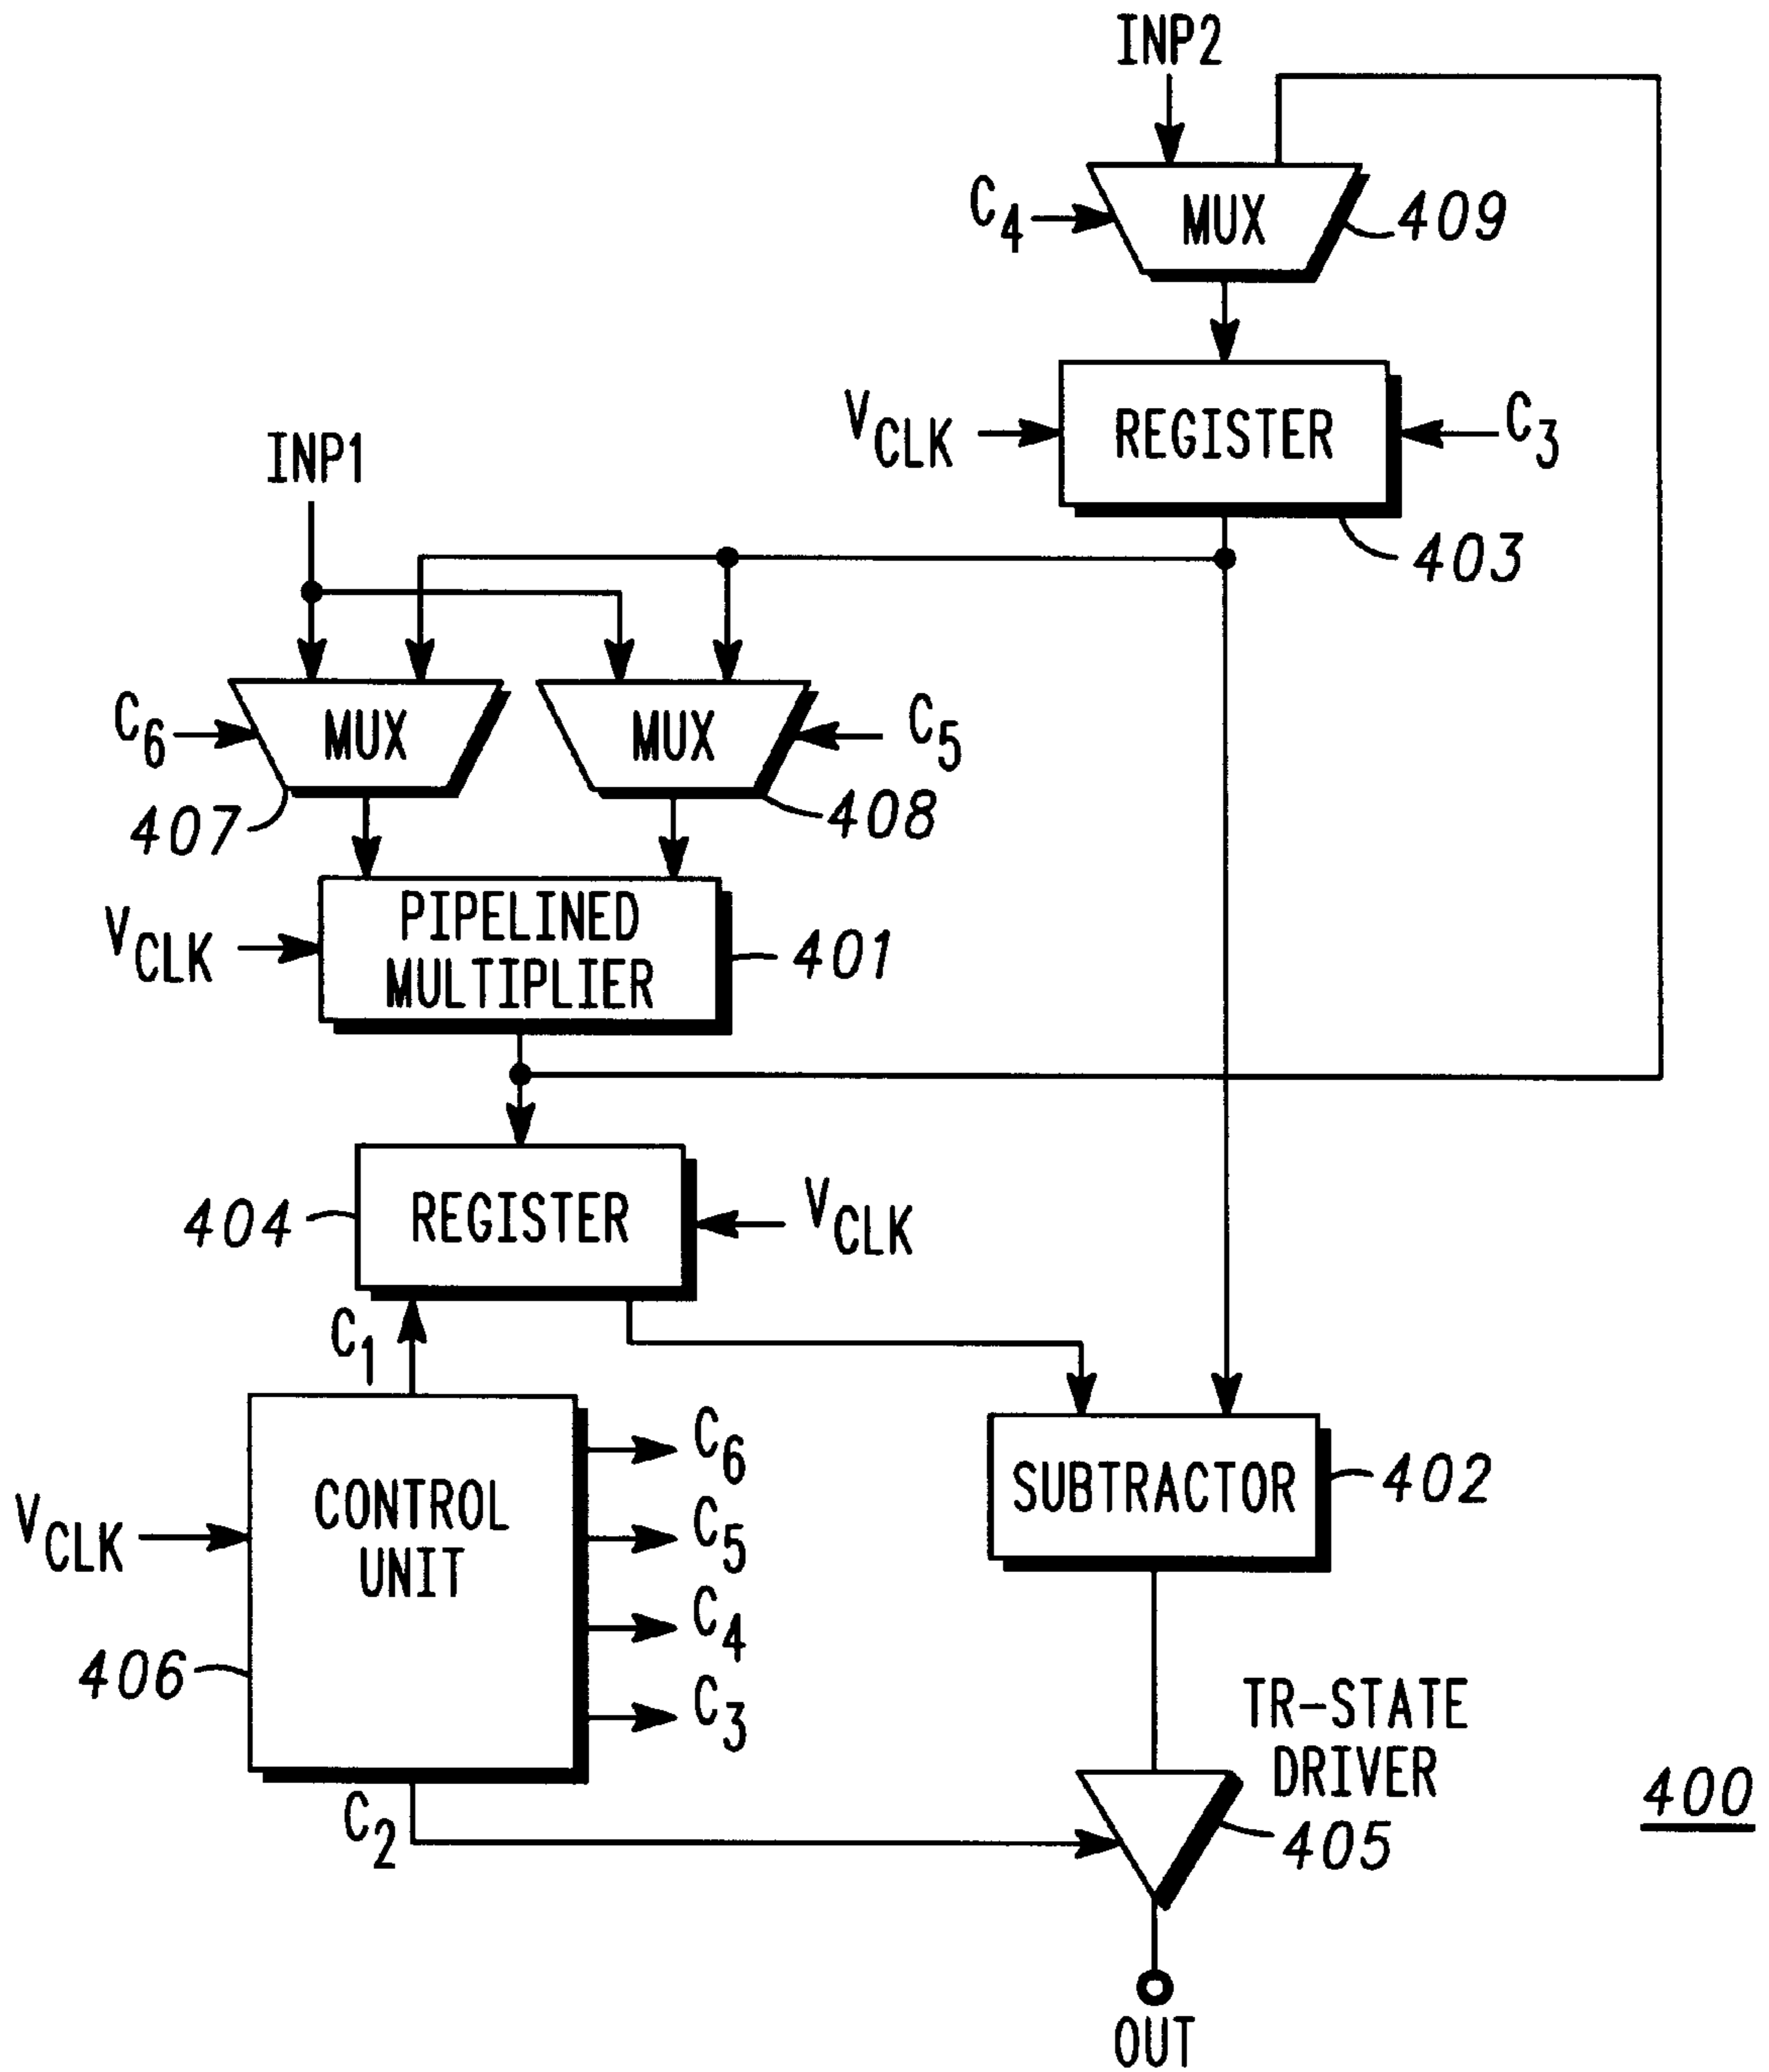 INP2
C4
MUX
409
VCLK
REGISTER
C3
403
INP1
C6
MUX
MUX
C5
407
408
VCLK
PIPELINED
MULTIPLIER
401
404
REGISTER
VCLK
C1
C6
C5
C4
C3
VCLK
CONTROL
UNIT
406
C2
SUBTRACTOR
402
TR-STATE
DRIVER
405
400
OUT